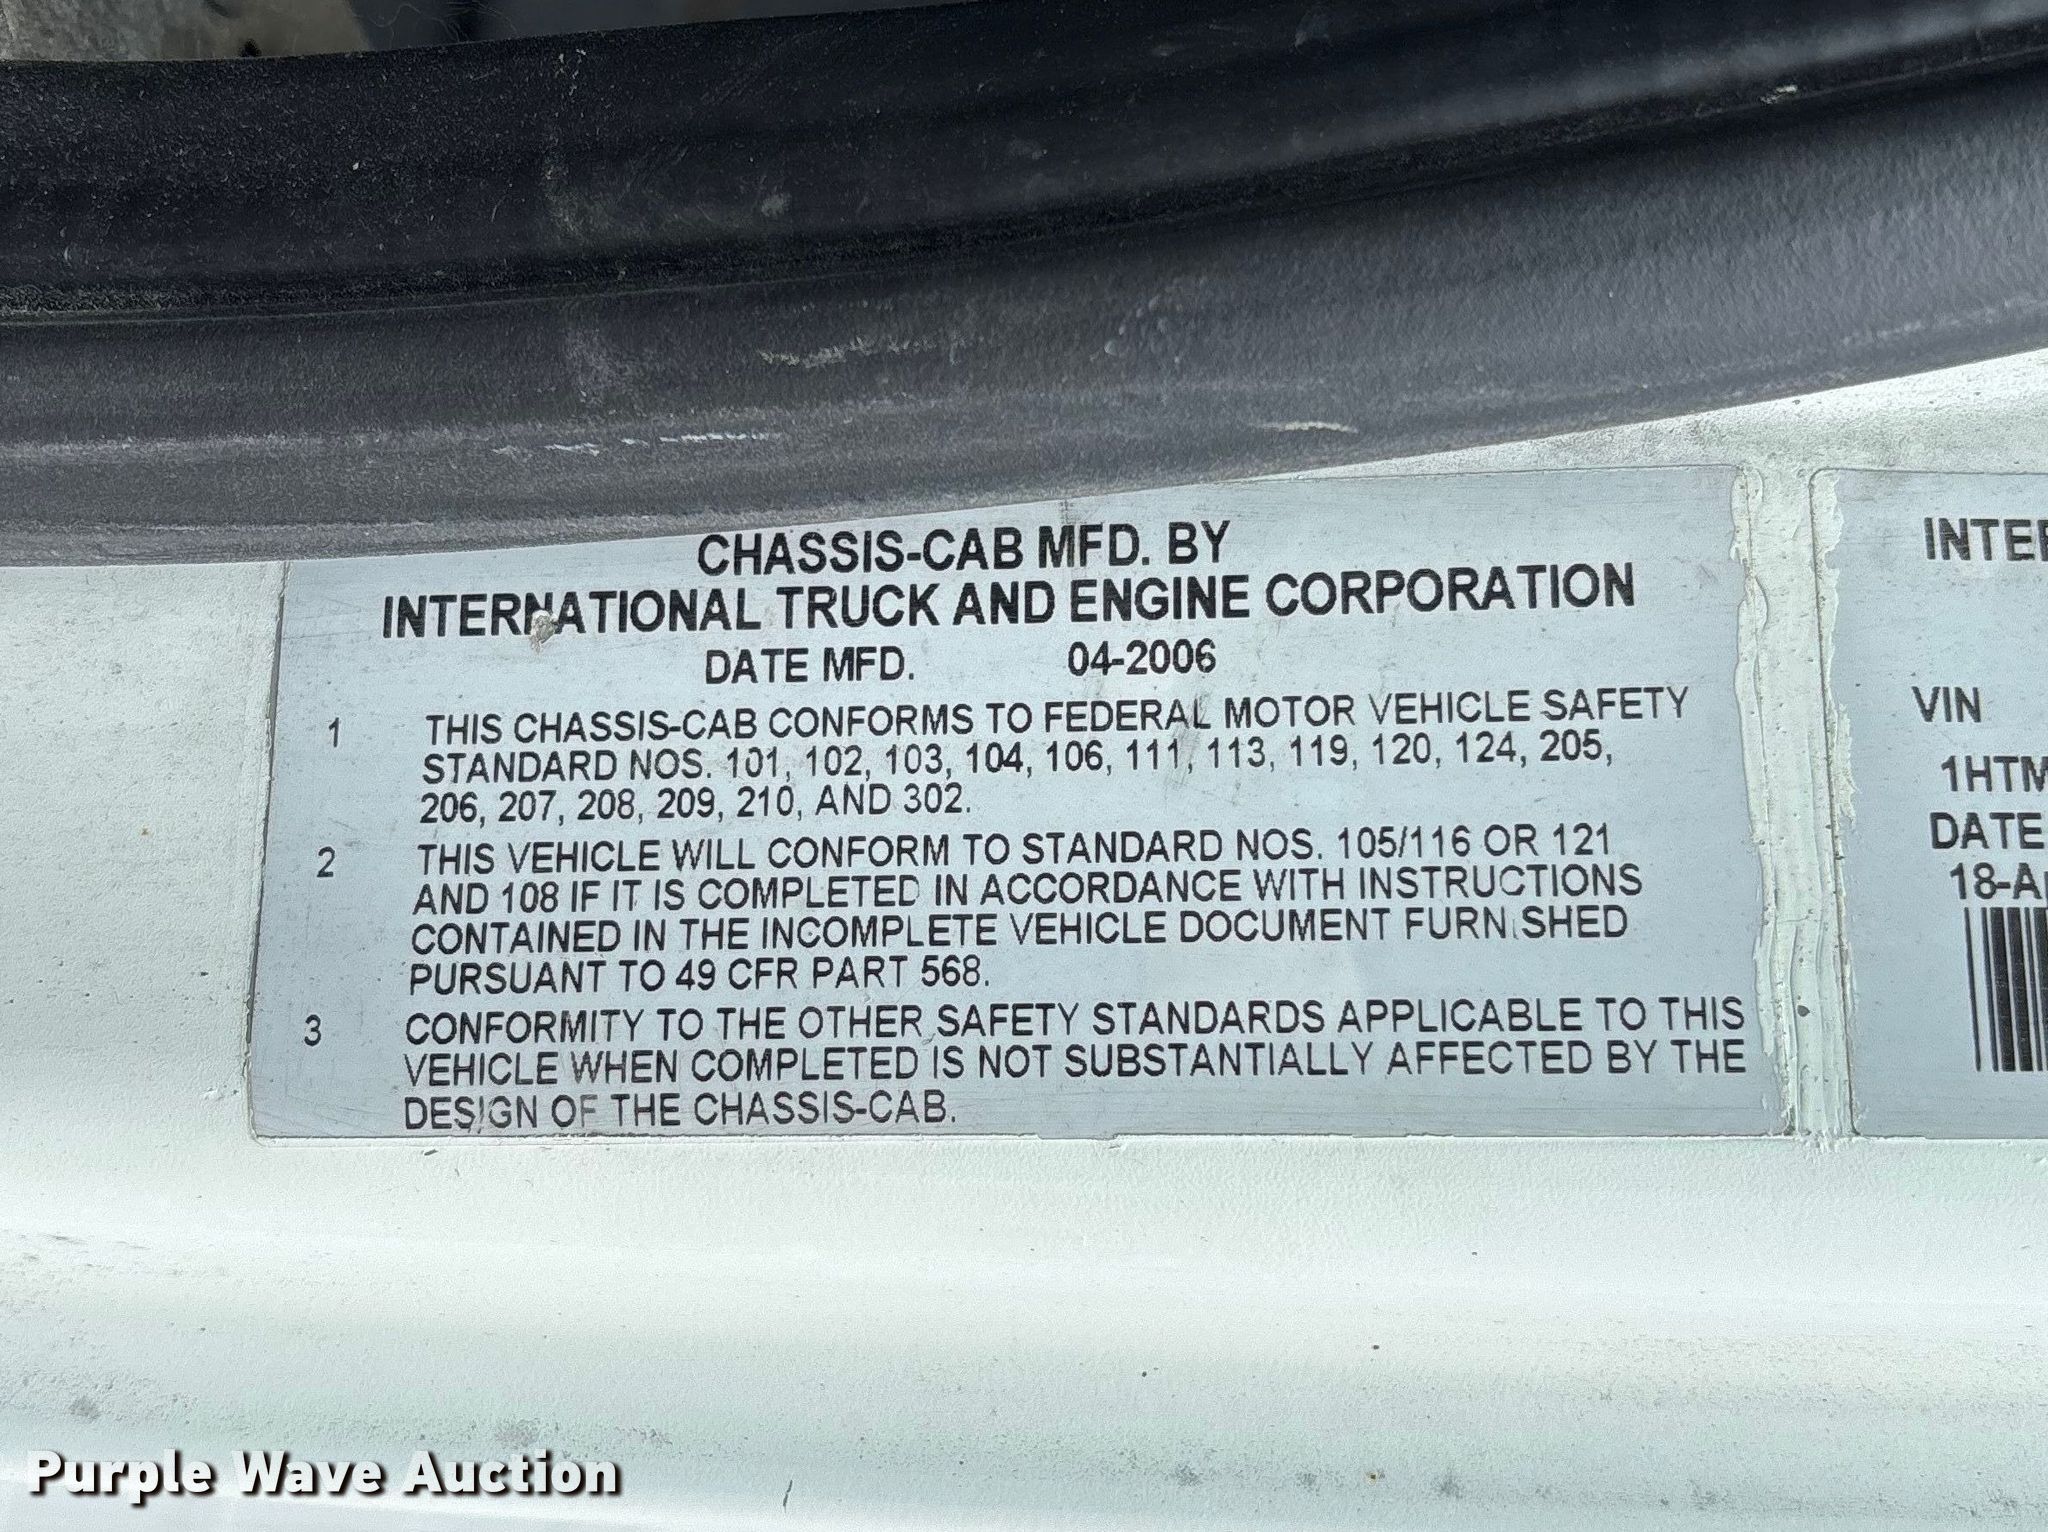 CHASSIS-CAB MFD. BY
INTERNATIONAL TRUCK AND ENGINE CORPORATION
DATE MFD. 04-2006
1 THIS CHASSIS-CAB CONFORMS TO FEDERAL MOTOR VEHICLE SAFETY
STANDARD NOS. 101, 102, 103, 104, 106, 111, 113, 119, 120, 124, 205,
206, 207, 208, 209, 210, AND 302.
2 THIS VEHICLE WILL CONFORM TO STANDARD NOS. 105/116 OR 121
AND 108 IF IT IS COMPLETED IN ACCORDANCE WITH INSTRUCTIONS
CONTAINED IN THE INCOMPLETE VEHICLE DOCUMENT FURNISHED
PURSUANT TO 49 CFR PART 568.
3 CONFORMITY TO THE OTHER SAFETY STANDARDS APPLICABLE TO THIS
VEHICLE WHEN COMPLETED IS NOT SUBSTANTIALLY AFFECTED BY THE
DESIGN OF THE CHASSIS-CAB.
VIN
1HTM
DATE
Purple Wave Auction